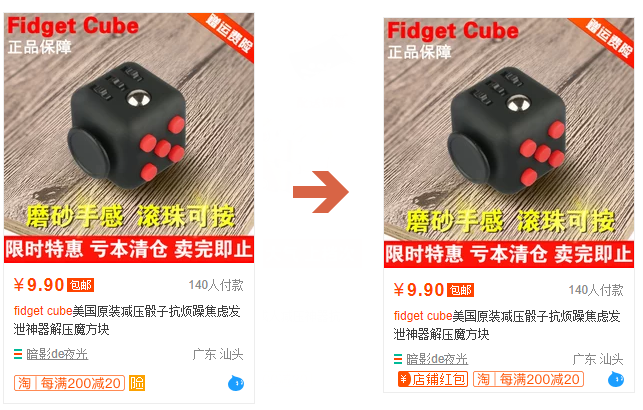 Fidget Cube
正品保障
赠运费险
磨砂手感 滚珠可按
限时特惠 亏本清仓 卖完即止
¥9.90 包邮 140人付款
fidget cube美国原装减压骰子抗烦躁焦虑发
泄神器解压魔方块
暗影de夜光 广东 汕头
淘 每满200减20 险
Fidget Cube
正品保障
赠运费险
磨砂手感 滚珠可按
限时特惠 亏本清仓 卖完即止
¥9.90 包邮 140人付款
fidget cube美国原装减压骰子抗烦躁焦虑发
泄神器解压魔方块
暗影de夜光 广东 汕头
¥店铺红包 淘 每满200减20